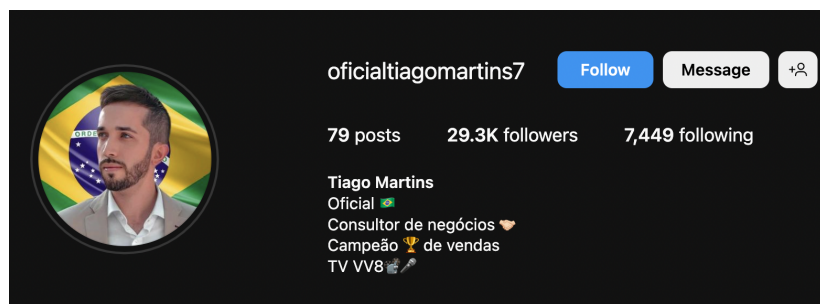 oficialtiagomartins7 Follow Message
79 posts 29.3K followers 7,449 following
Tiago Martins
Oficial 🇧🇷
Consultor de negócios 🤝🏻
Campeão 🏆 de vendas
TV VV8📽️🎤
ORDE